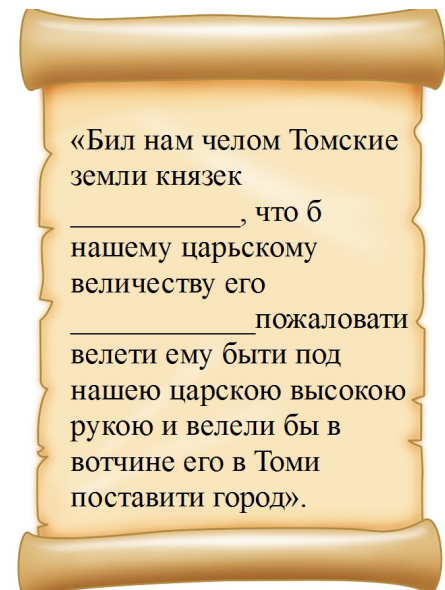 «Бил нам челом Томские
земли князек
___________, что б
нашему царьскому
величеству его
____________пожаловати
велети ему быти под
нашею царскою высокою
рукою и велели бы в
вотчине его в Томи
поставити город».